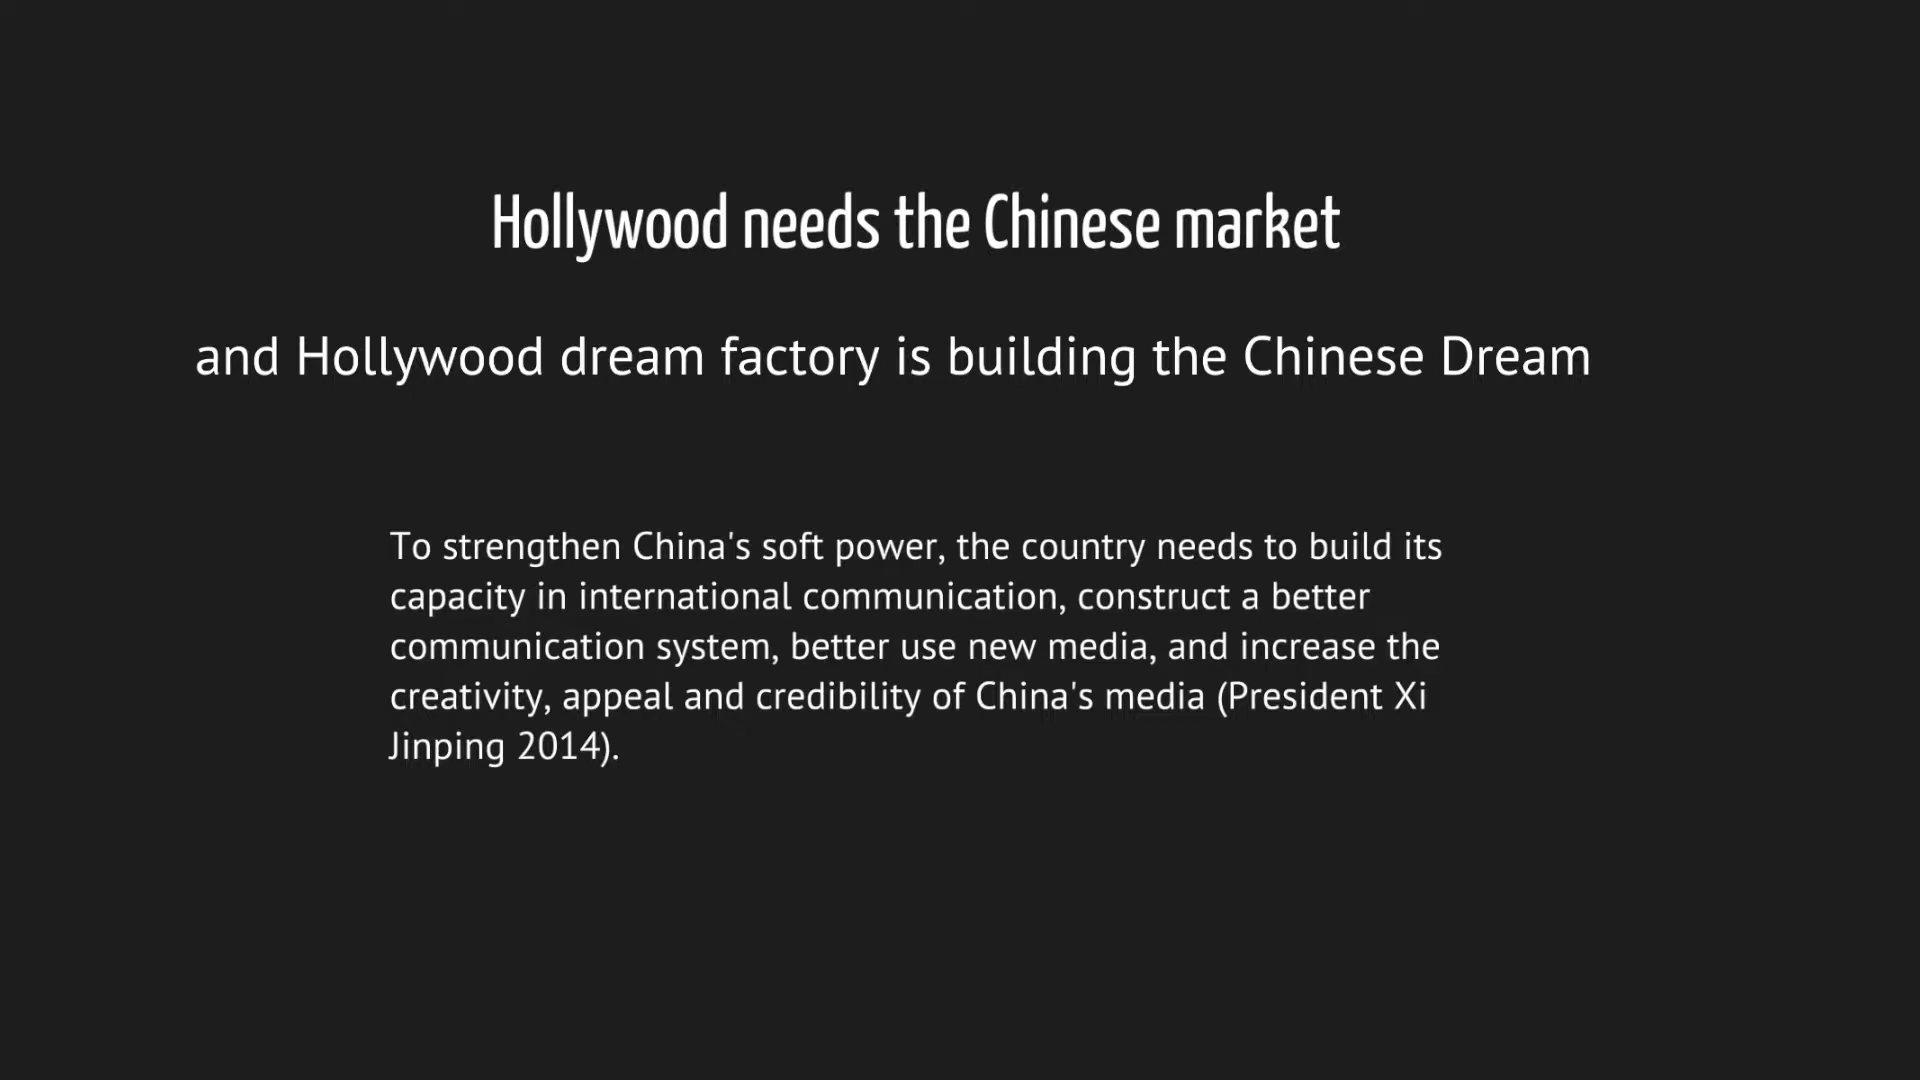 Hollywood needs the Chinese market
and Hollywood dream factory is building the Chinese Dream
To strengthen China's soft power, the country needs to build its
capacity in international communication, construct a better
communication system, better use new media, and increase the
creativity, appeal and credibility of China's media (President Xi
Jinping 2014).